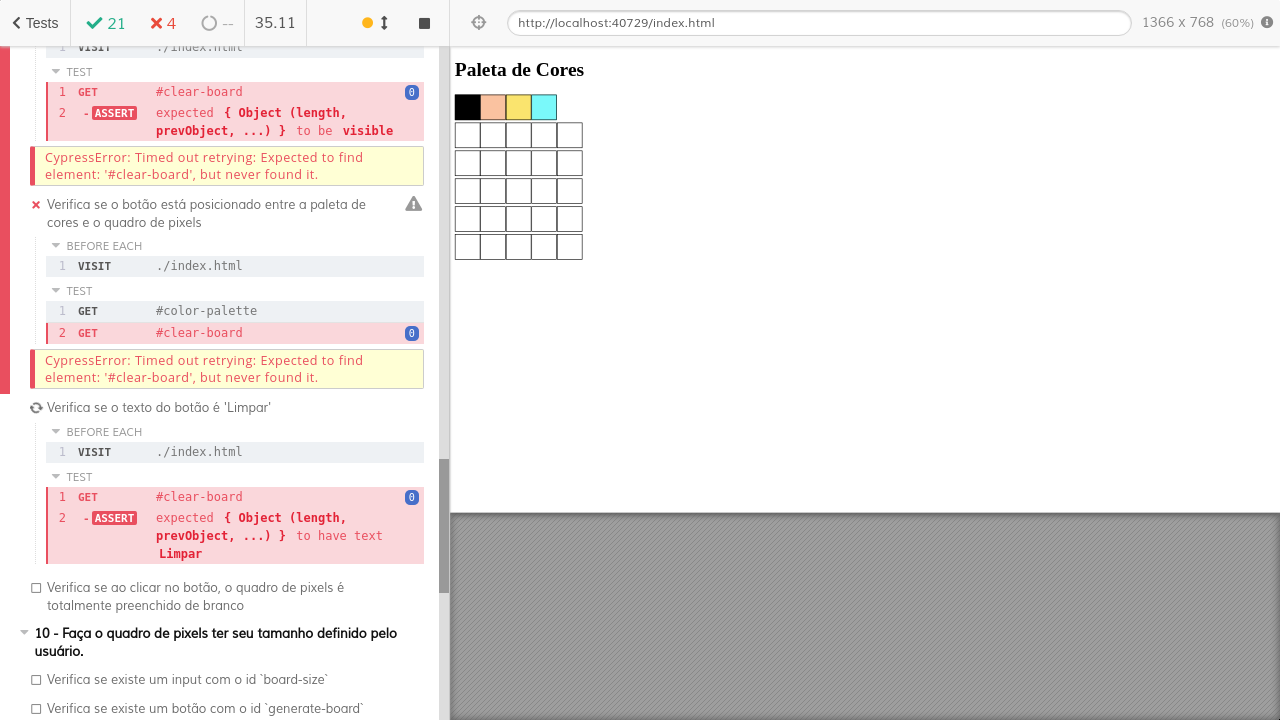 Tests 21 4 -- 35.11
http://localhost:40729/index.html 1366 x 768 (60%)
1 VISIT ./index.html
TEST
1 GET #clear-board 0
2 - ASSERT expected { Object (length,
prevObject, ...) } to be visible
CypressError: Timed out retrying: Expected to find
element: '#clear-board', but never found it.
Verifica se o botão está posicionado entre a paleta de
cores e o quadro de pixels
BEFORE EACH
1 VISIT ./index.html
TEST
1 GET #color-palette
2 GET #clear-board 0
CypressError: Timed out retrying: Expected to find
element: '#clear-board', but never found it.
Verifica se o texto do botão é 'Limpar'
BEFORE EACH
1 VISIT ./index.html
TEST
1 GET #clear-board 0
2 - ASSERT expected { Object (length,
prevObject, ...) } to have text
Limpar
Verifica se ao clicar no botão, o quadro de pixels é
totalmente preenchido de branco
10 - Faça o quadro de pixels ter seu tamanho definido pelo
usuário.
Verifica se existe um input com o id `board-size`
Verifica se existe um botão com o id `generate-board`
Paleta de Cores